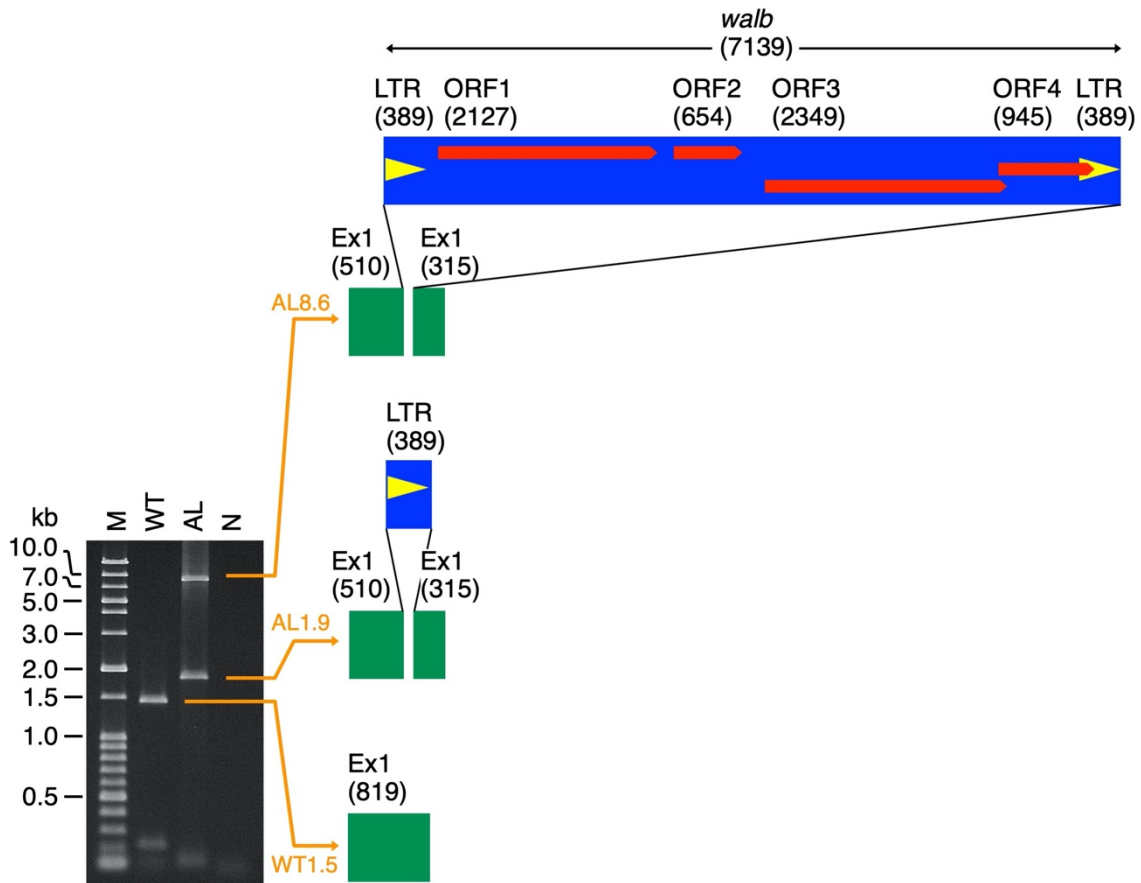 walb
(7139)
LTR ORF1 ORF2 ORF3 ORF4 LTR
(389) (2127) (654) (2349) (945) (389)
Ex1 Ex1
(510) (315)
AL8.6
LTR
(389)
kb M WT AL N
10.0
7.0
5.0
3.0
2.0
1.5
1.0
0.5
Ex1 Ex1
(510) (315)
AL1.9
Ex1
(819)
WT1.5